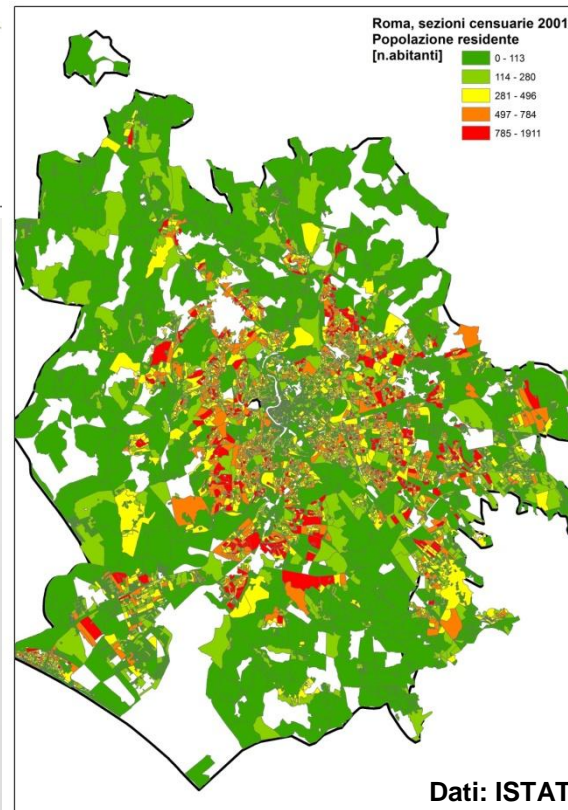 Roma, sezioni censuarie 2001
Popolazione residente
[n.abitanti]
0 - 113
114 - 280
281 - 496
497 - 784
785 - 1911
Dati: ISTAT